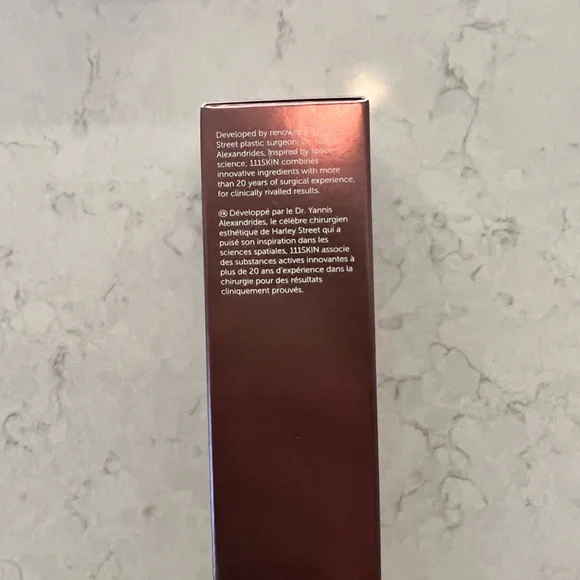 Developed by renowned
Street plastic surgeon, Dr
Alexandrides. Inspired by space
science, 111SKIN combines
innovative ingredients with more
than 20 years of surgical experience,
for clinically rivalled results.
FR Développé par le Dr. Yannis
Alexandrides, le célèbre chirurgien
esthétique de Harley Street qui a
puisé son inspiration dans les
sciences spatiales, 111SKIN associe
des substances actives innovantes à
plus de 20 ans d'expérience dans la
chirurgie pour des résultats
cliniquement prouvés.